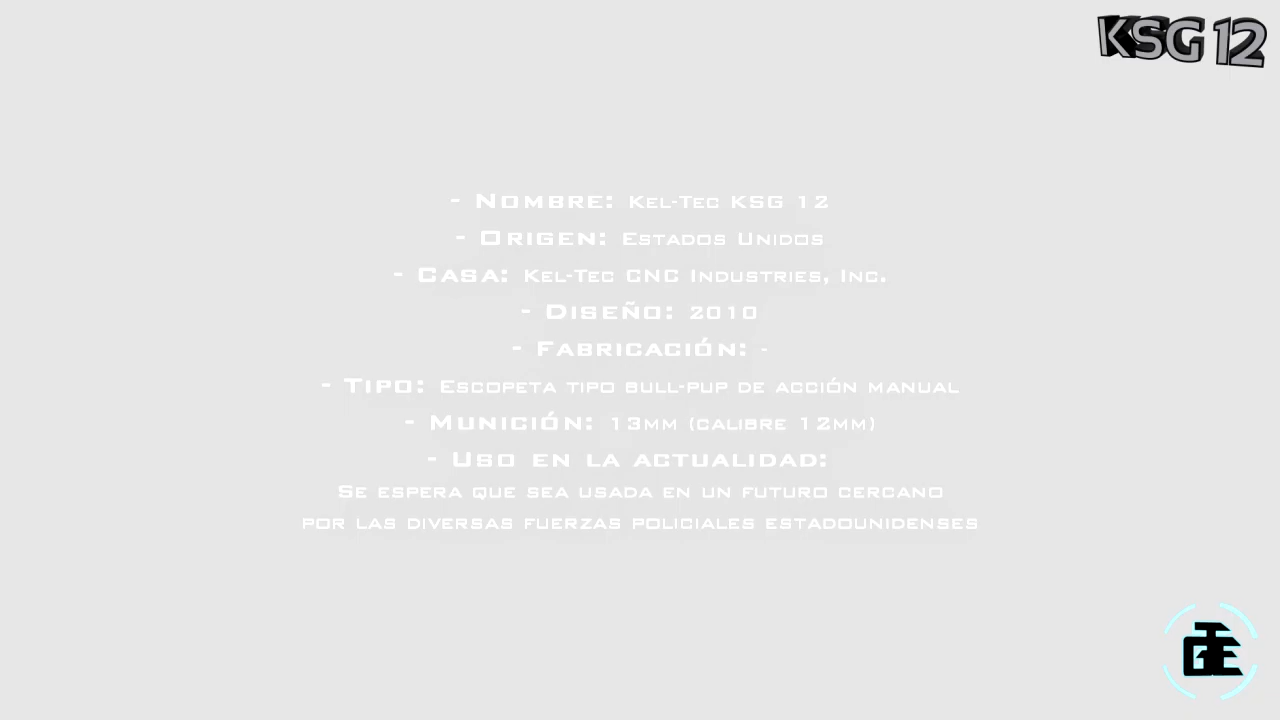 KSG 12
- Nombre: Kel-Tec KSG 12
- Origen: Estados Unidos
- Casa: Kel-Tec CNC Industries, Inc.
- Diseño: 2010
- Fabricación: -
- Tipo: Escopeta tipo bull-pup de acción manual
- Munición: 13mm (calibre 12mm)
- Uso en la actualidad:
Se espera que sea usada en un futuro cercano
por las diversas fuerzas policiales estadounidenses